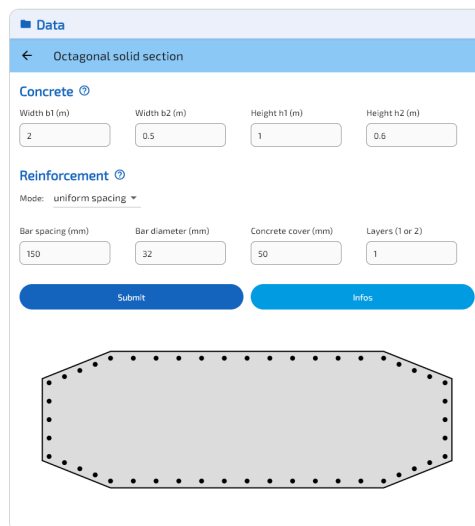 Data
Octagonal solid section
Concrete
Width b1 (m) Width b2 (m) Height h1 (m) Height h2 (m)
2 0.5 1 0.6
Reinforcement
Mode: uniform spacing
Bar spacing (mm) Bar diameter (mm) Concrete cover (mm) Layers (1 or 2)
150 32 50 1
Submit Infos